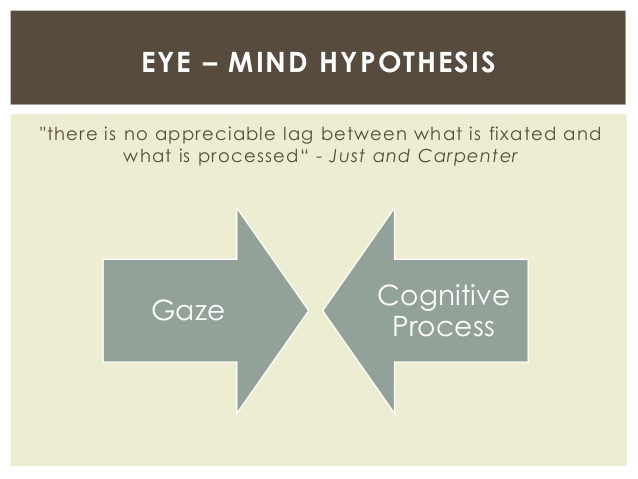 EYE – MIND HYPOTHESIS
"there is no appreciable lag between what is fixated and
what is processed“ - Just and Carpenter
Gaze
Cognitive
Process